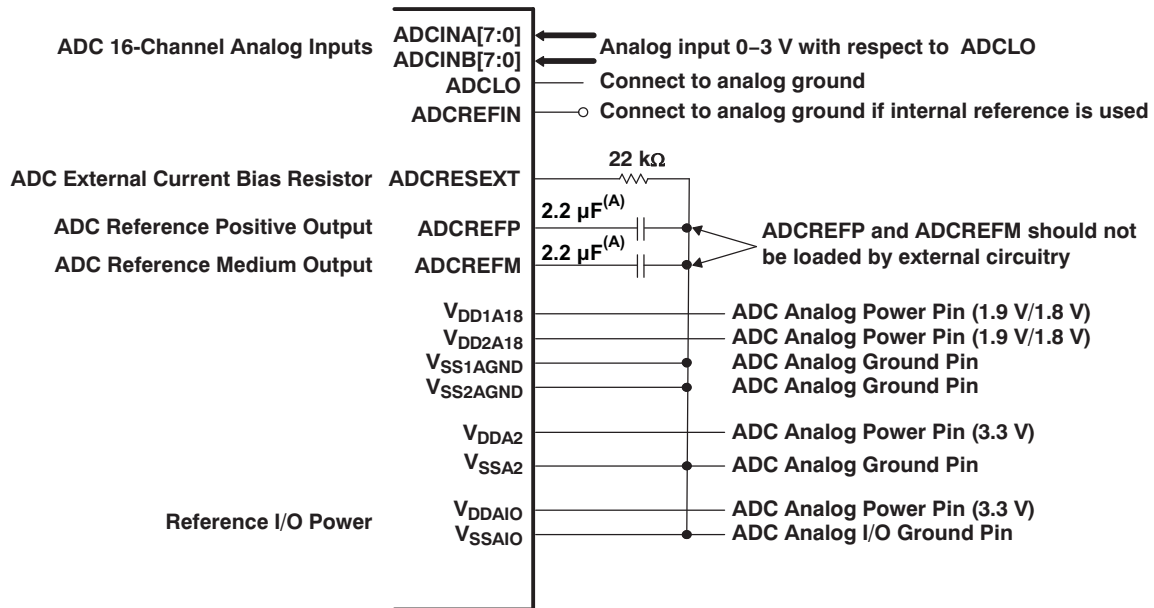 ADC 16-Channel Analog Inputs
ADCINA[7:0]
ADCINB[7:0]
Analog input 0–3 V with respect to ADCLO
ADCLO
Connect to analog ground
ADCREFIN
Connect to analog ground if internal reference is used
22 kΩ
ADC External Current Bias Resistor ADCRESEXT
ADC Reference Positive Output ADCREFP 2.2 µF(A)
ADC Reference Medium Output ADCREFM 2.2 µF(A)
ADCREFP and ADCREFM should not
be loaded by external circuitry
VDD1A18 ADC Analog Power Pin (1.9 V/1.8 V)
VDD2A18 ADC Analog Power Pin (1.9 V/1.8 V)
VSS1AGND ADC Analog Ground Pin
VSS2AGND ADC Analog Ground Pin
VDDA2 ADC Analog Power Pin (3.3 V)
VSSA2 ADC Analog Ground Pin
Reference I/O Power
VDDAIO ADC Analog Power Pin (3.3 V)
VSSAIO ADC Analog I/O Ground Pin